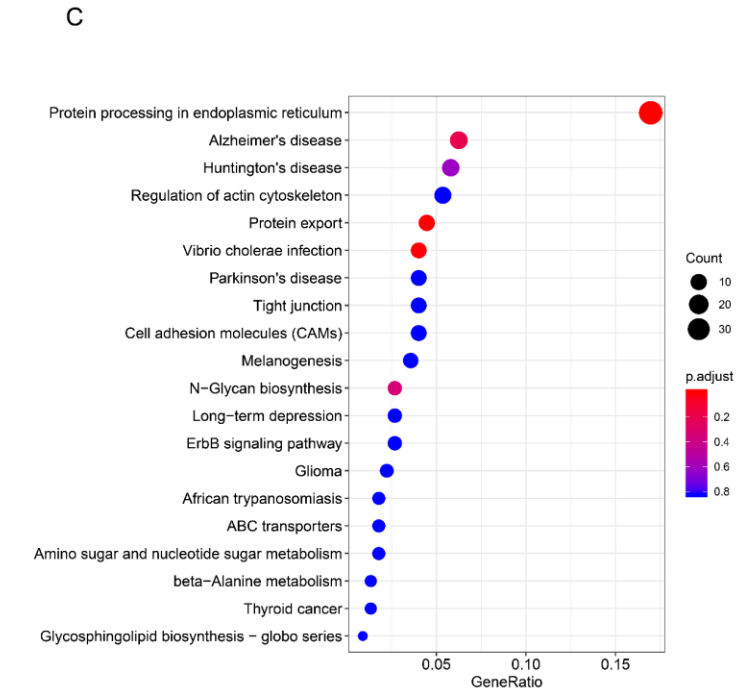 C
Protein processing in endoplasmic reticulum
Alzheimer's disease
Huntington's disease
Regulation of actin cytoskeleton
Protein export
Vibrio cholerae infection
Parkinson's disease
Tight junction
Cell adhesion molecules (CAMs)
Melanogenesis
N−Glycan biosynthesis
Long−term depression
ErbB signaling pathway
Glioma
African trypanosomiasis
ABC transporters
Amino sugar and nucleotide sugar metabolism
beta−Alanine metabolism
Thyroid cancer
Glycosphingolipid biosynthesis − globo series
0.05 0.10 0.15
GeneRatio
Count
10
20
30
p.adjust
0.2
0.4
0.6
0.8